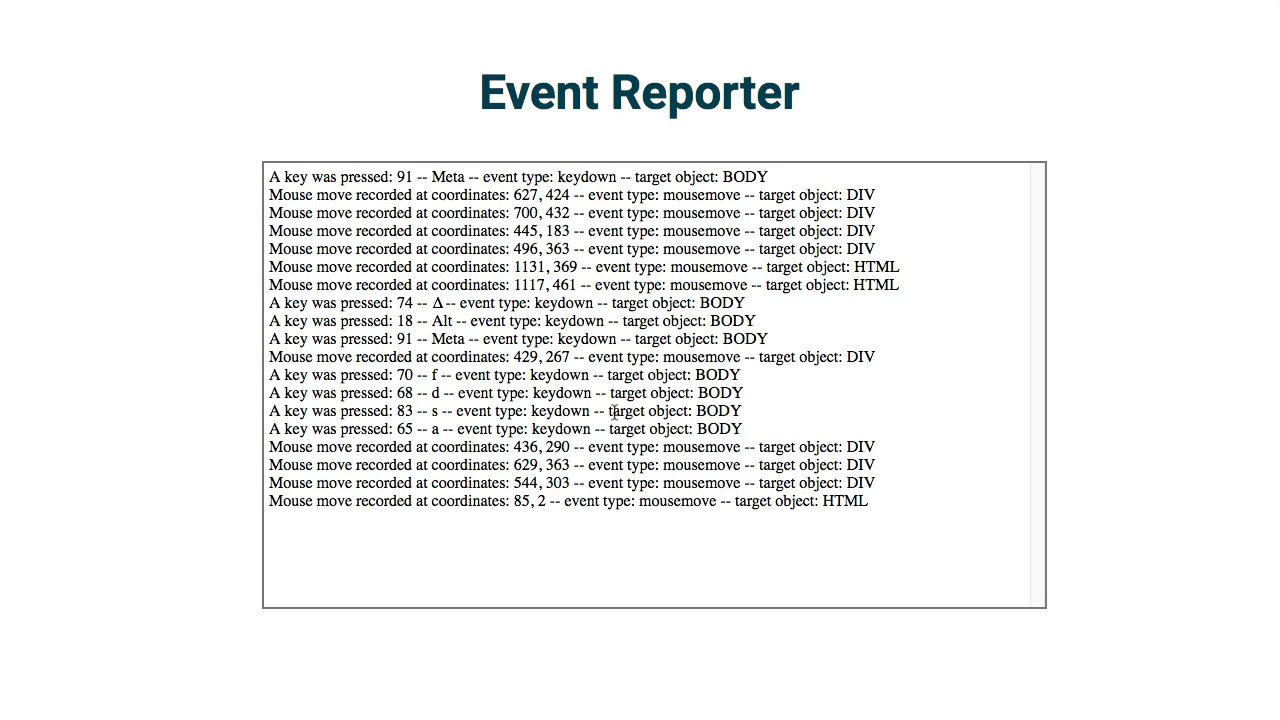 Event Reporter
A key was pressed: 91 -- Meta -- event type: keydown -- target object: BODY
Mouse move recorded at coordinates: 627, 424 -- event type: mousemove -- target object: DIV
Mouse move recorded at coordinates: 700, 432 -- event type: mousemove -- target object: DIV
Mouse move recorded at coordinates: 445, 183 -- event type: mousemove -- target object: DIV
Mouse move recorded at coordinates: 496, 363 -- event type: mousemove -- target object: DIV
Mouse move recorded at coordinates: 1131, 369 -- event type: mousemove -- target object: HTML
Mouse move recorded at coordinates: 1117, 461 -- event type: mousemove -- target object: HTML
A key was pressed: 74 -- ∆ -- event type: keydown -- target object: BODY
A key was pressed: 18 -- Alt -- event type: keydown -- target object: BODY
A key was pressed: 91 -- Meta -- event type: keydown -- target object: BODY
Mouse move recorded at coordinates: 429, 267 -- event type: mousemove -- target object: DIV
A key was pressed: 70 -- f -- event type: keydown -- target object: BODY
A key was pressed: 68 -- d -- event type: keydown -- target object: BODY
A key was pressed: 83 -- s -- event type: keydown -- target object: BODY
A key was pressed: 65 -- a -- event type: keydown -- target object: BODY
Mouse move recorded at coordinates: 436, 290 -- event type: mousemove -- target object: DIV
Mouse move recorded at coordinates: 629, 363 -- event type: mousemove -- target object: DIV
Mouse move recorded at coordinates: 544, 303 -- event type: mousemove -- target object: DIV
Mouse move recorded at coordinates: 85, 2 -- event type: mousemove -- target object: HTML